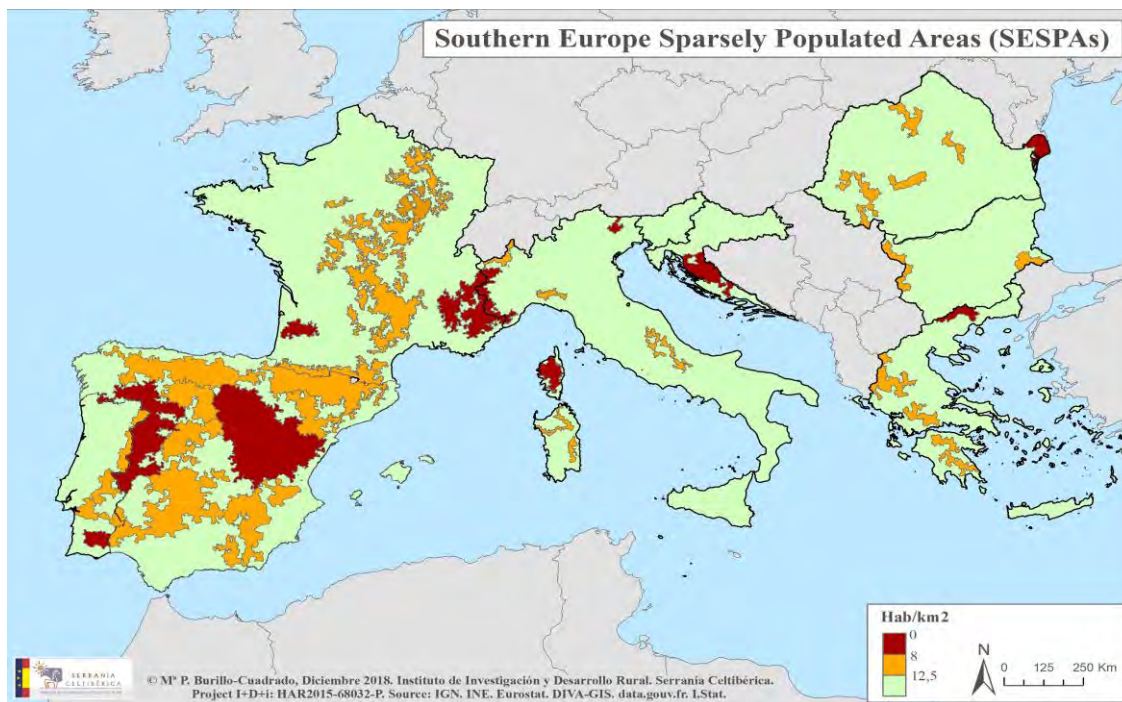 Southern Europe Sparsely Populated Areas (SESPAs)
Hab/km2
0
8
12,5
N
0 125 250 Km
SERRANÍA
CELTIBÉRICA
© Mª P. Burillo-Cuadrado, Diciembre 2018. Instituto de Investigación y Desarrollo Rural. Serranía Celtibérica.
Project I+D+i: HAR2015-68032-P. Source: IGN. INE. Eurostat. DIVA-GIS. data.gouv.fr. I.Stat.